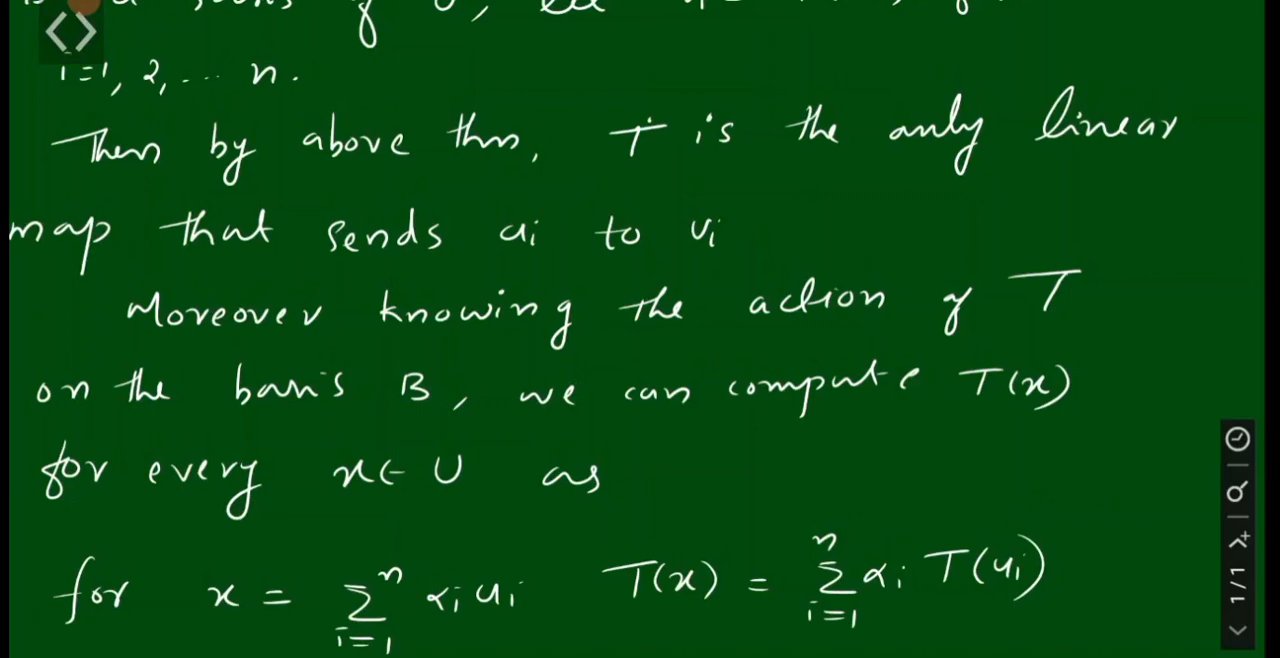 i=1, 2, ... n.
Then by above thm, T is the only linear
map that sends ui to vi
Moreover knowing the action of T
on the basis B, we can compute T(x)
for every x ∈ U as
for x = Σ_{i=1}^{n} αi ui T(x) = Σ_{i=1}^{n} αi T(ui)
1/1